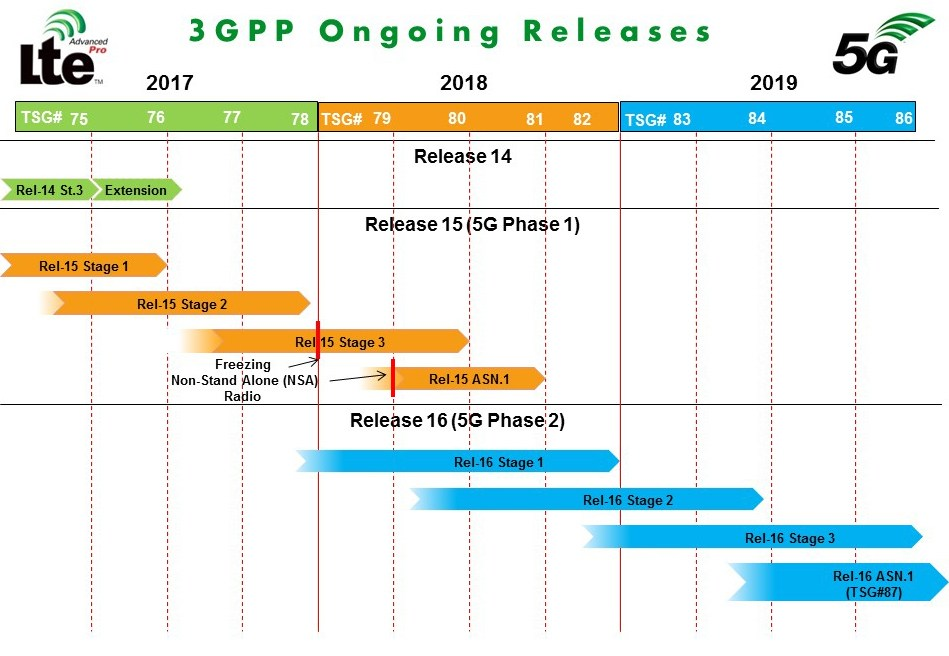 3GPP Ongoing Releases
LTE Advanced Pro TM
5G
2017 2018 2019
TSG# 75 76 77 78 TSG# 79 80 81 82 TSG# 83 84 85 86
Release 14
Rel-14 St.3 Extension
Release 15 (5G Phase 1)
Rel-15 Stage 1
Rel-15 Stage 2
Rel-15 Stage 3
Freezing
Non-Stand Alone (NSA)
Radio
Rel-15 ASN.1
Release 16 (5G Phase 2)
Rel-16 Stage 1
Rel-16 Stage 2
Rel-16 Stage 3
Rel-16 ASN.1
(TSG#87)